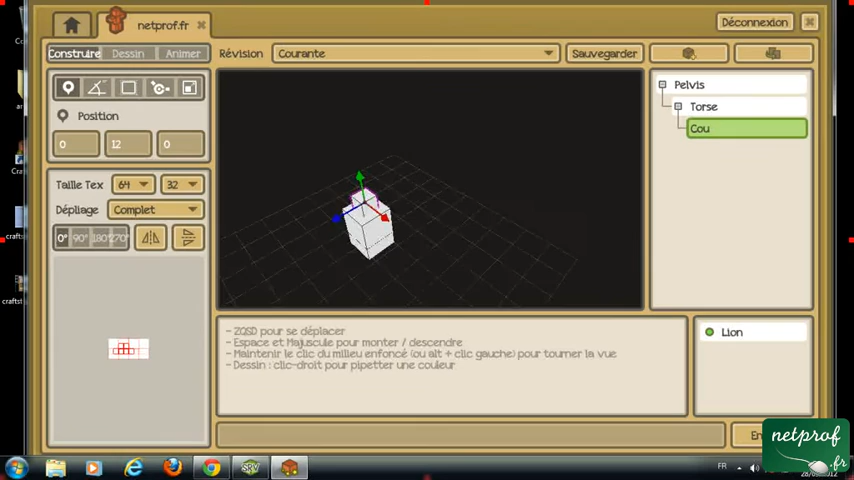 netprof.fr
Déconnexion
Construire Dessin Animer
Révision Courante Sauvegarder
Position
0 12 0
Taille Tex 64 32
Dépliage Complet
0° 90° 180° 270°
Pelvis
Torse
Cou
- ZQSD pour se déplacer
- Espace et Majuscule pour monter / descendre
- Maintenir le clic du milieu enfoncé (ou alt + clic gauche) pour tourner la vue
- Dessin : clic-droit pour pipetter une couleur
Lion
netprof
.fr
FR